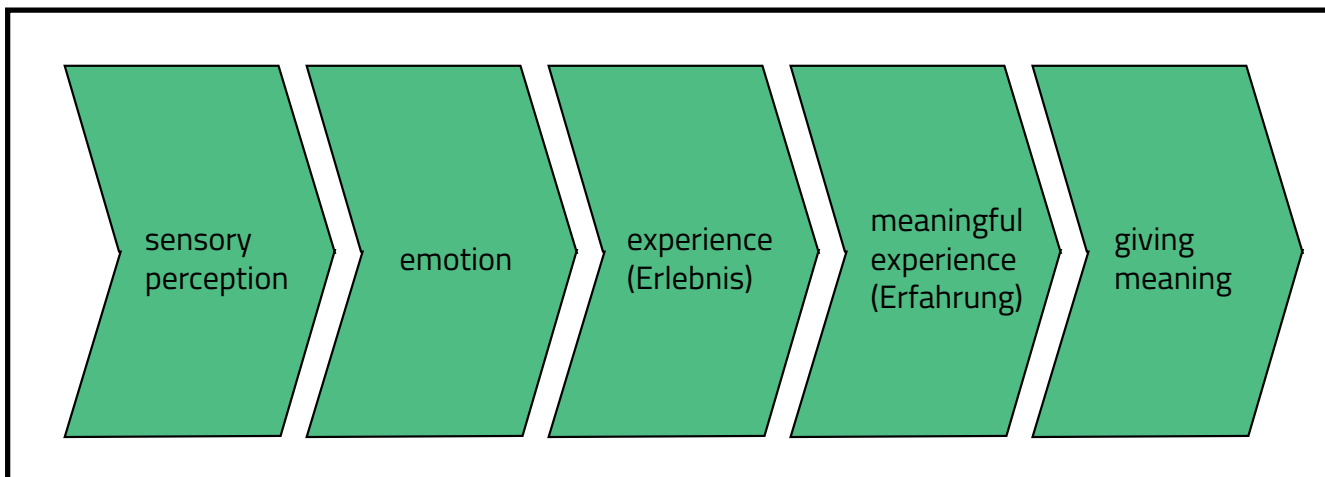 sensory
perception
emotion
experience
(Erlebnis)
meaningful
experience
(Erfahrung)
giving
meaning